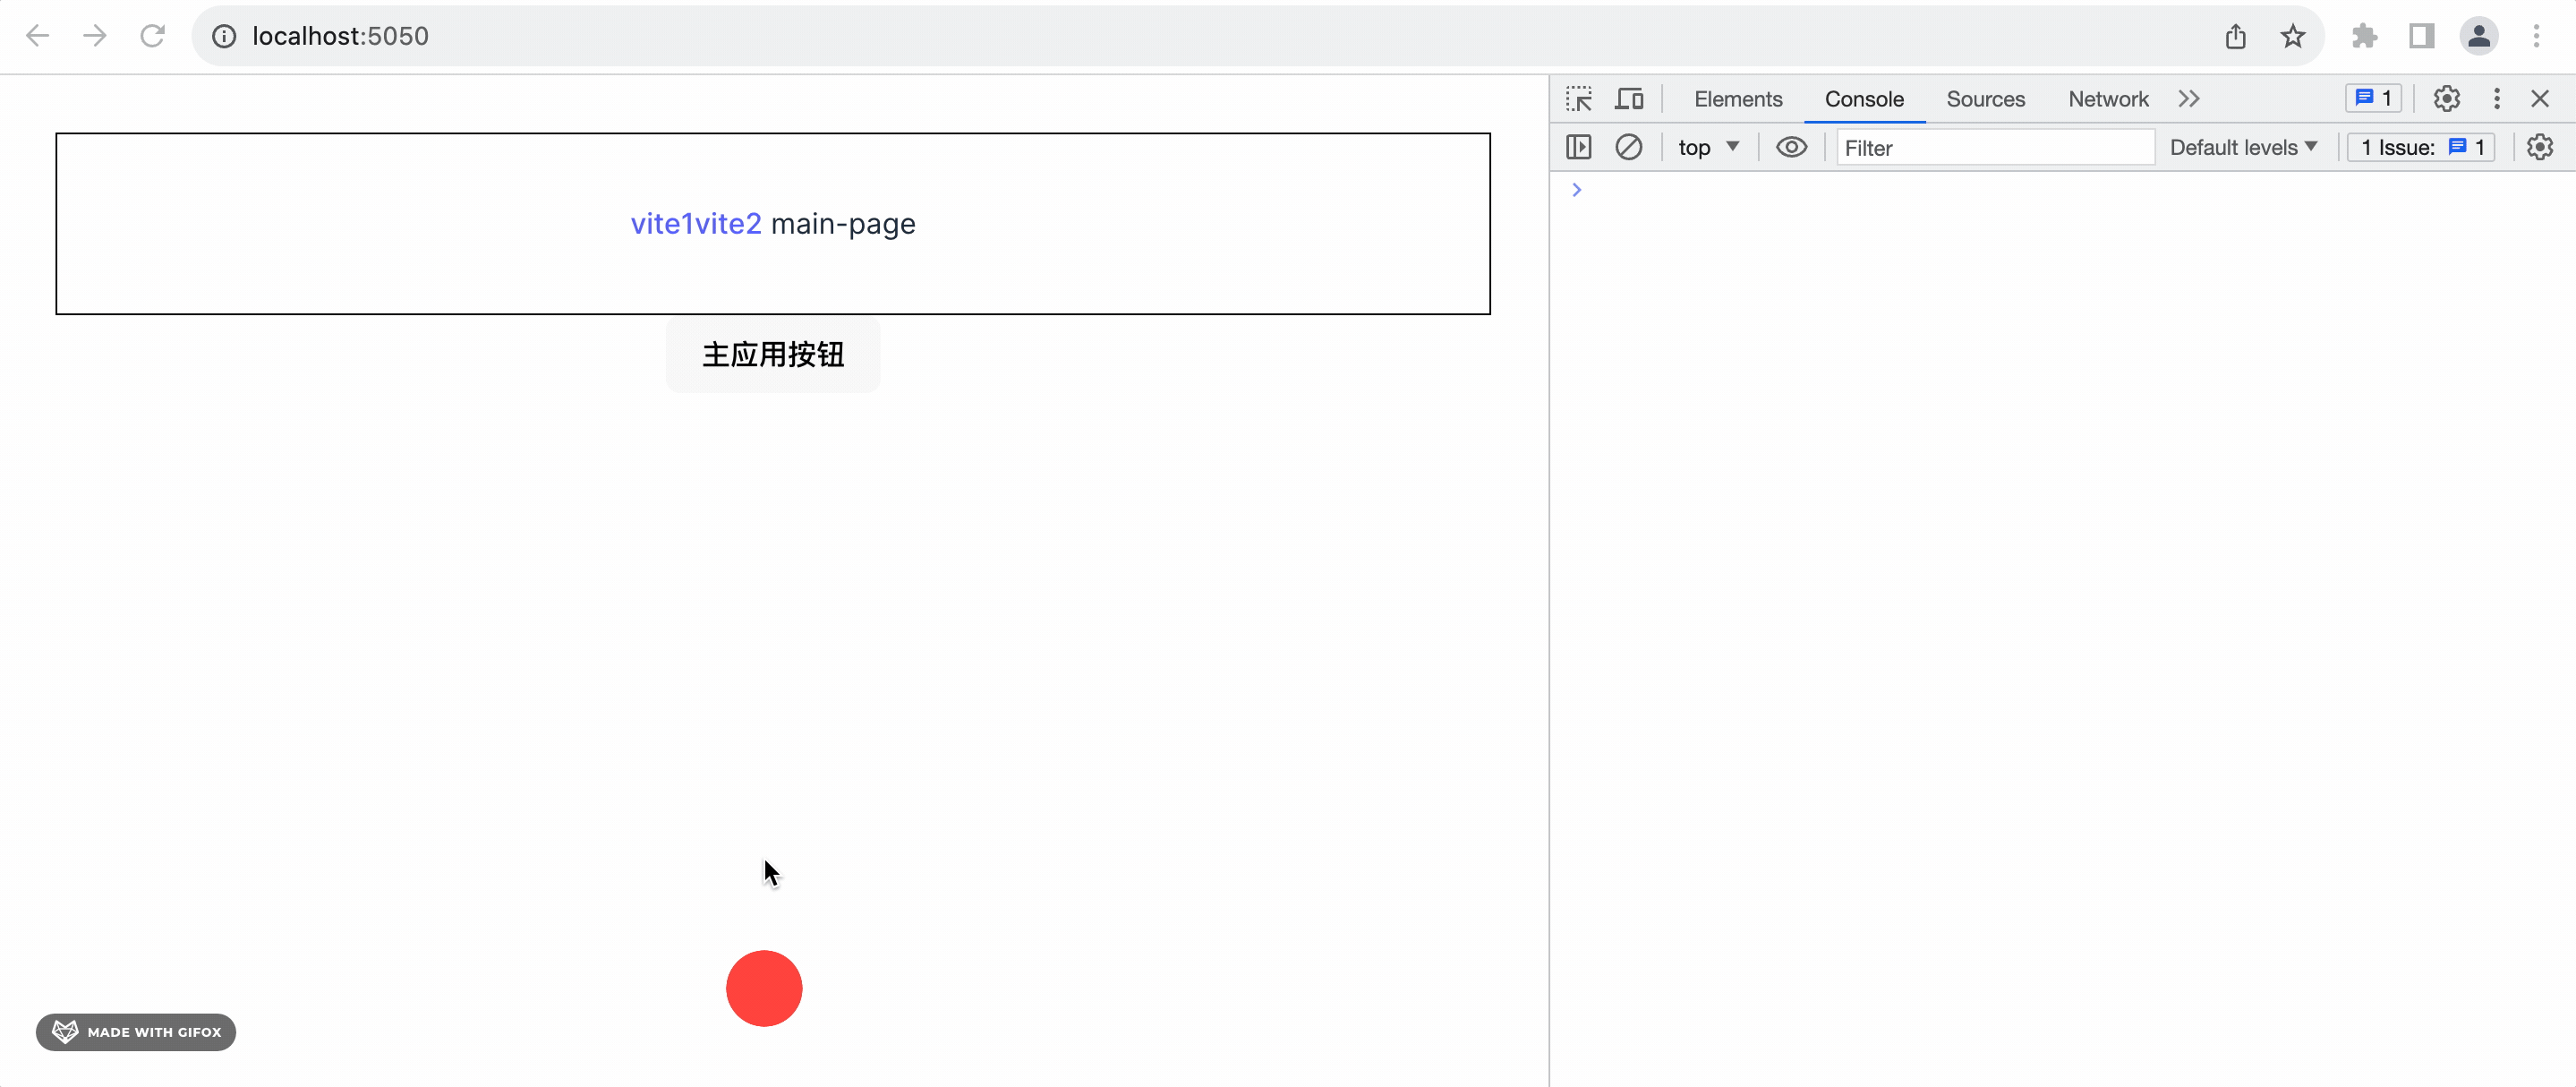 localhost:5050
Elements Console Sources Network 1
top Filter Default levels 1 Issue: 1
vite1vite2 main-page
主应用按钮
MADE WITH GIFOX